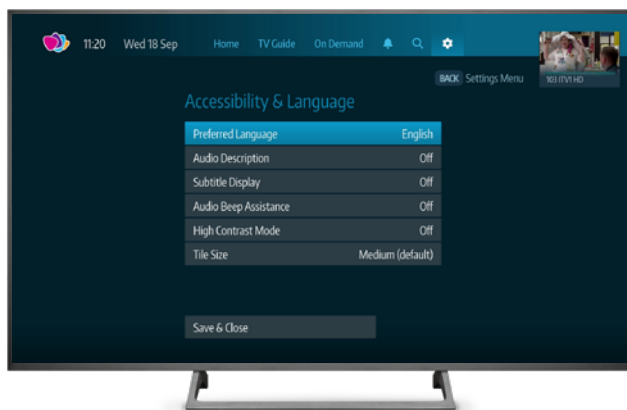 11:20 Wed 18 Sep Home TV Guide On Demand
BACK Settings Menu
103 ITV1 HD
Accessibility & Language
Preferred Language English
Audio Description Off
Subtitle Display Off
Audio Beep Assistance Off
High Contrast Mode Off
Tile Size Medium (default)
Save & Close